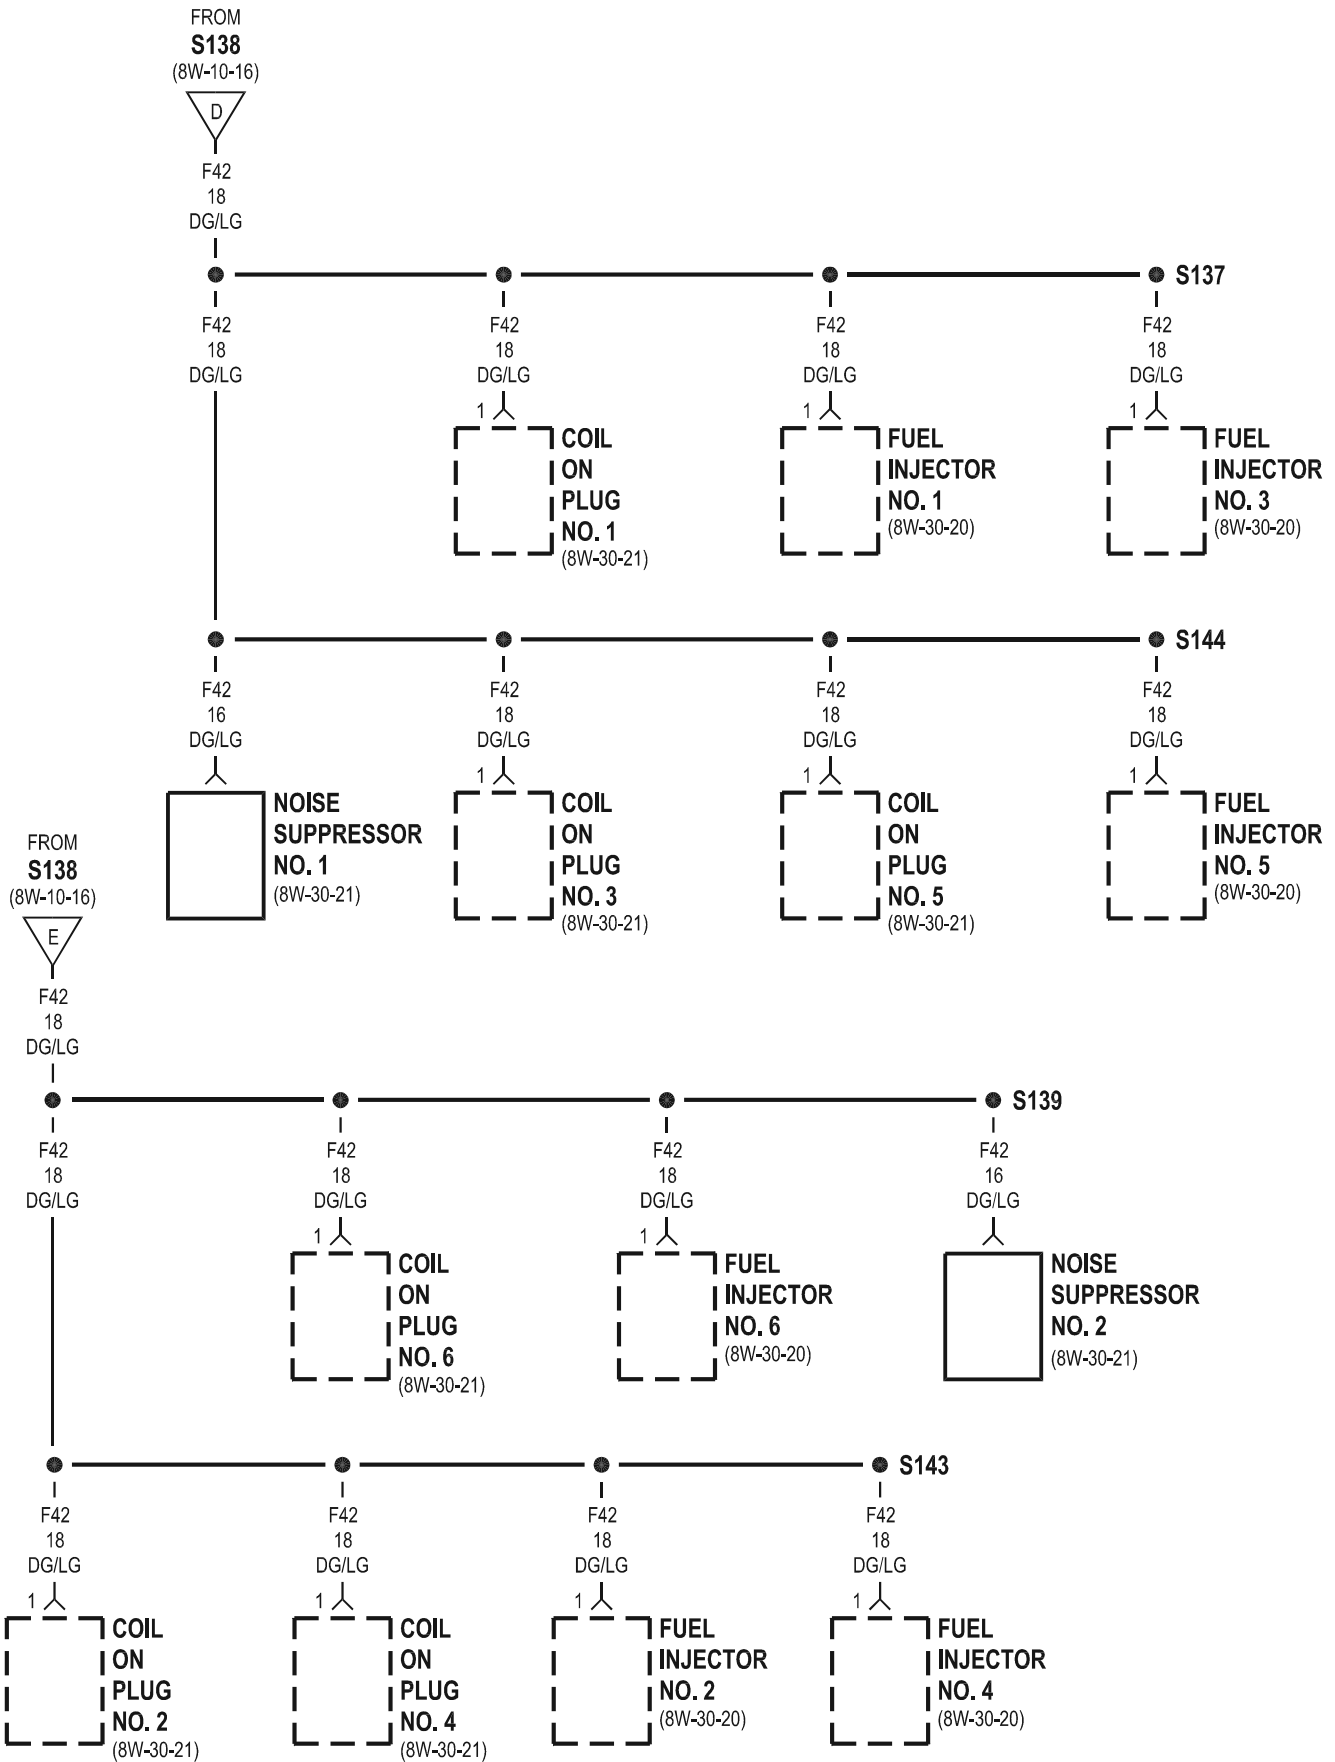 FROM
S138
(8W-10-16)
D
F42
18
DG/LG
S137
F42
18
DG/LG
F42
18
DG/LG
1
COIL
ON
PLUG
NO. 1
(8W-30-21)
F42
18
DG/LG
1
FUEL
INJECTOR
NO. 1
(8W-30-20)
F42
18
DG/LG
1
FUEL
INJECTOR
NO. 3
(8W-30-20)
S144
F42
16
DG/LG
NOISE
SUPPRESSOR
NO. 1
(8W-30-21)
F42
18
DG/LG
1
COIL
ON
PLUG
NO. 3
(8W-30-21)
F42
18
DG/LG
1
COIL
ON
PLUG
NO. 5
(8W-30-21)
F42
18
DG/LG
1
FUEL
INJECTOR
NO. 5
(8W-30-20)
FROM
S138
(8W-10-16)
E
F42
18
DG/LG
S139
F42
18
DG/LG
F42
18
DG/LG
1
COIL
ON
PLUG
NO. 6
(8W-30-21)
F42
18
DG/LG
1
FUEL
INJECTOR
NO. 6
(8W-30-20)
F42
16
DG/LG
NOISE
SUPPRESSOR
NO. 2
(8W-30-21)
S143
F42
18
DG/LG
1
COIL
ON
PLUG
NO. 2
(8W-30-21)
F42
18
DG/LG
1
COIL
ON
PLUG
NO. 4
(8W-30-21)
F42
18
DG/LG
1
FUEL
INJECTOR
NO. 2
(8W-30-20)
F42
18
DG/LG
1
FUEL
INJECTOR
NO. 4
(8W-30-20)